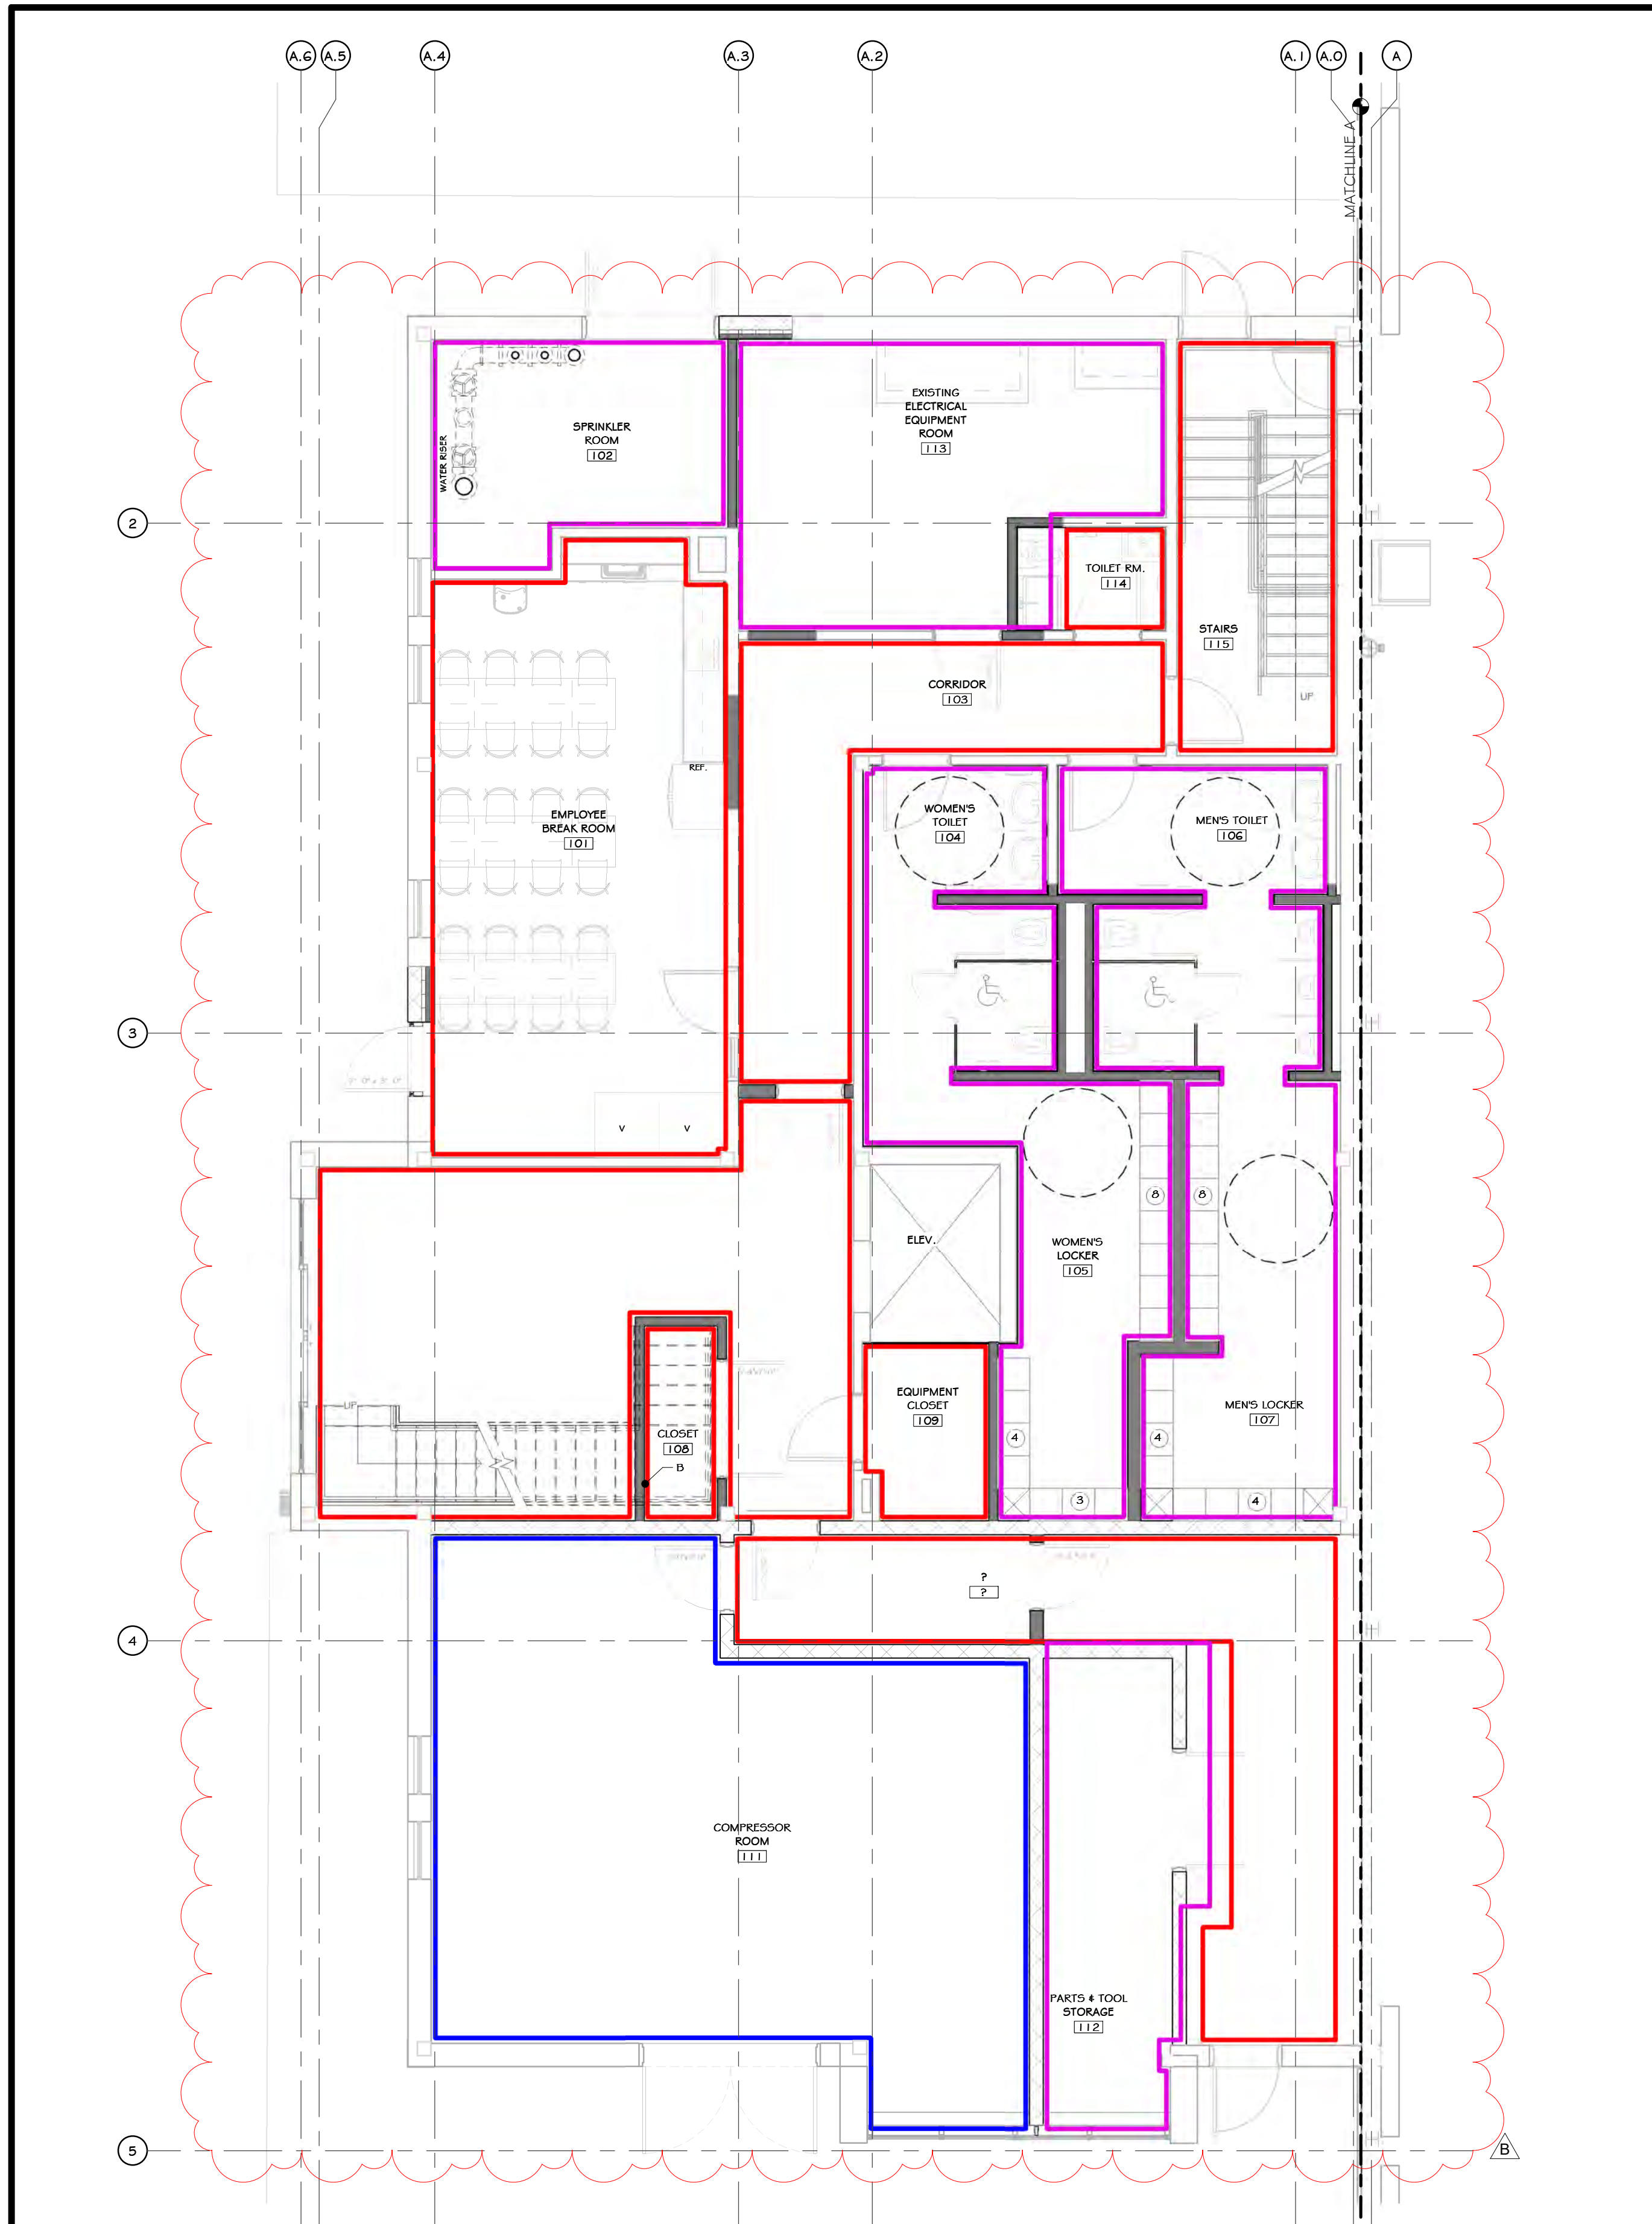 A.6 A.5 A.4 A.3 A.2 A.1 A.0 A
MATCHLINE A
EXISTING
ELECTRICAL
EQUIPMENT
ROOM
113
SPRINKLER
ROOM
102
WATER RISER
2
TOILET RM.
114
STAIRS
115
UP
CORRIDOR
103
REF.
EMPLOYEE
BREAK ROOM
101
WOMEN'S
TOILET
104
MEN'S TOILET
106
3
V V
8 8
ELEV.
WOMEN'S
LOCKER
105
UP
EQUIPMENT
CLOSET
109
MEN'S LOCKER
107
CLOSET
108
B
4 4
3 4
?
?
4
COMPRESSOR
ROOM
111
PARTS & TOOL
STORAGE
112
5
B